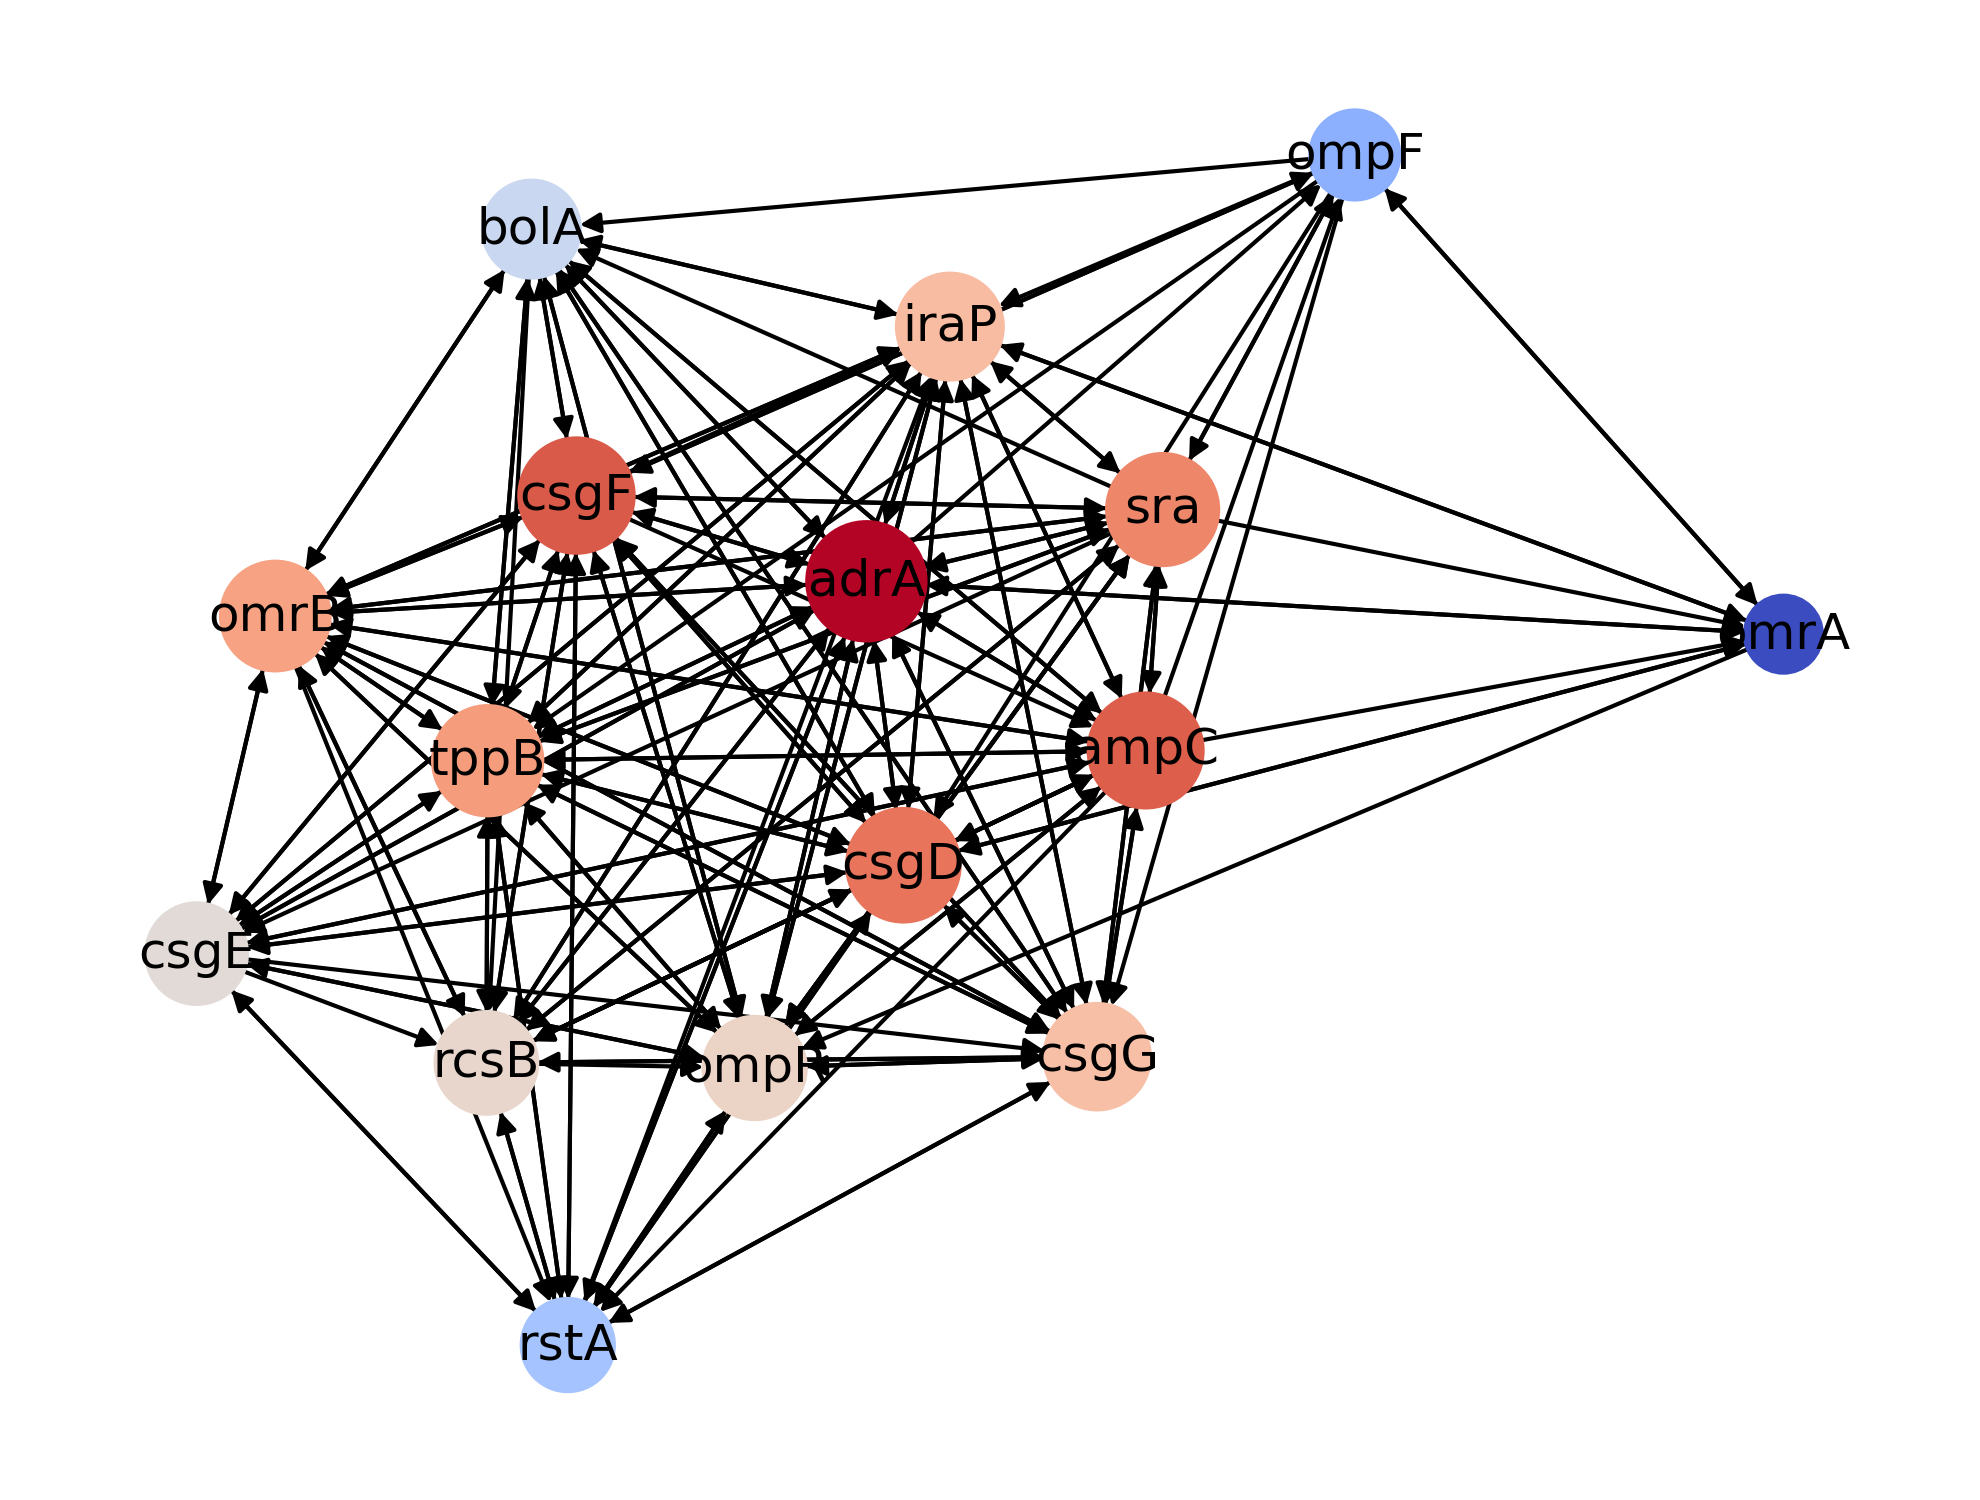 ompF
bolA
iraP
csgF
sra
adrA
omrB
omrA
tppB
ampC
csgD
csgE
rcsB
ompR
csgG
rstA